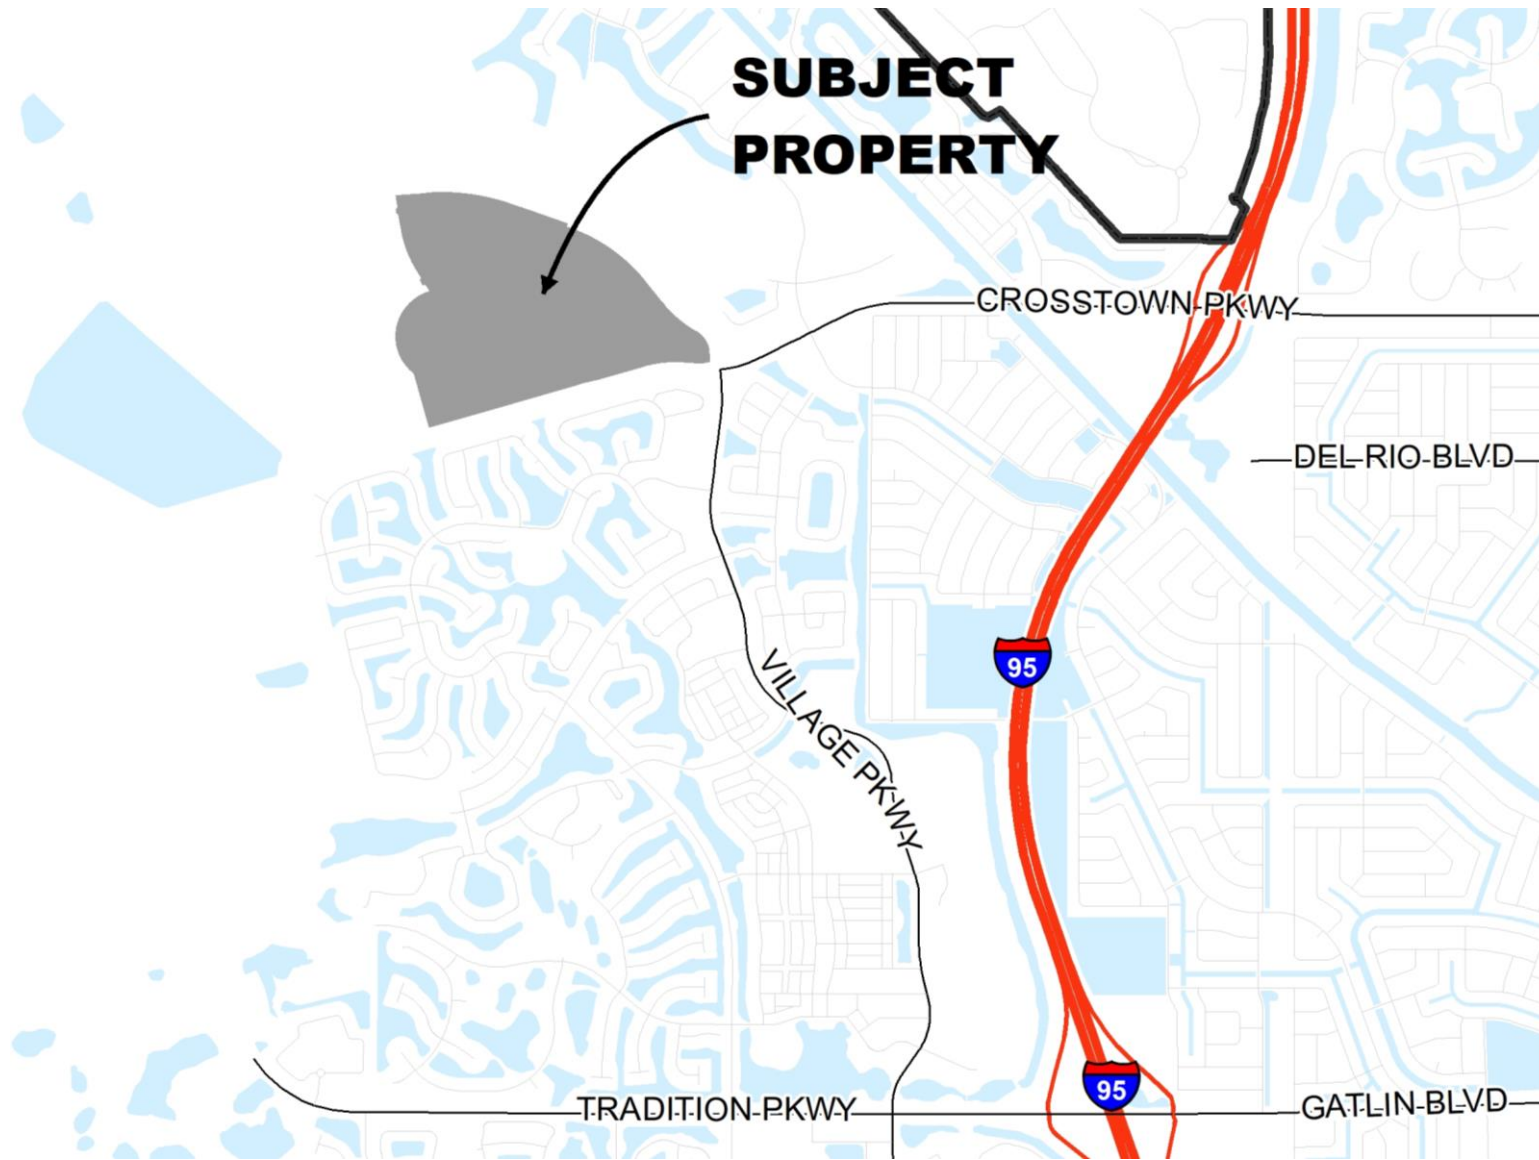 SUBJECT
PROPERTY
CROSSTOWN PKWY
DEL RIO BLVD
95
VILLAGE PKWY
95
TRADITION PKWY
GATLIN BLVD